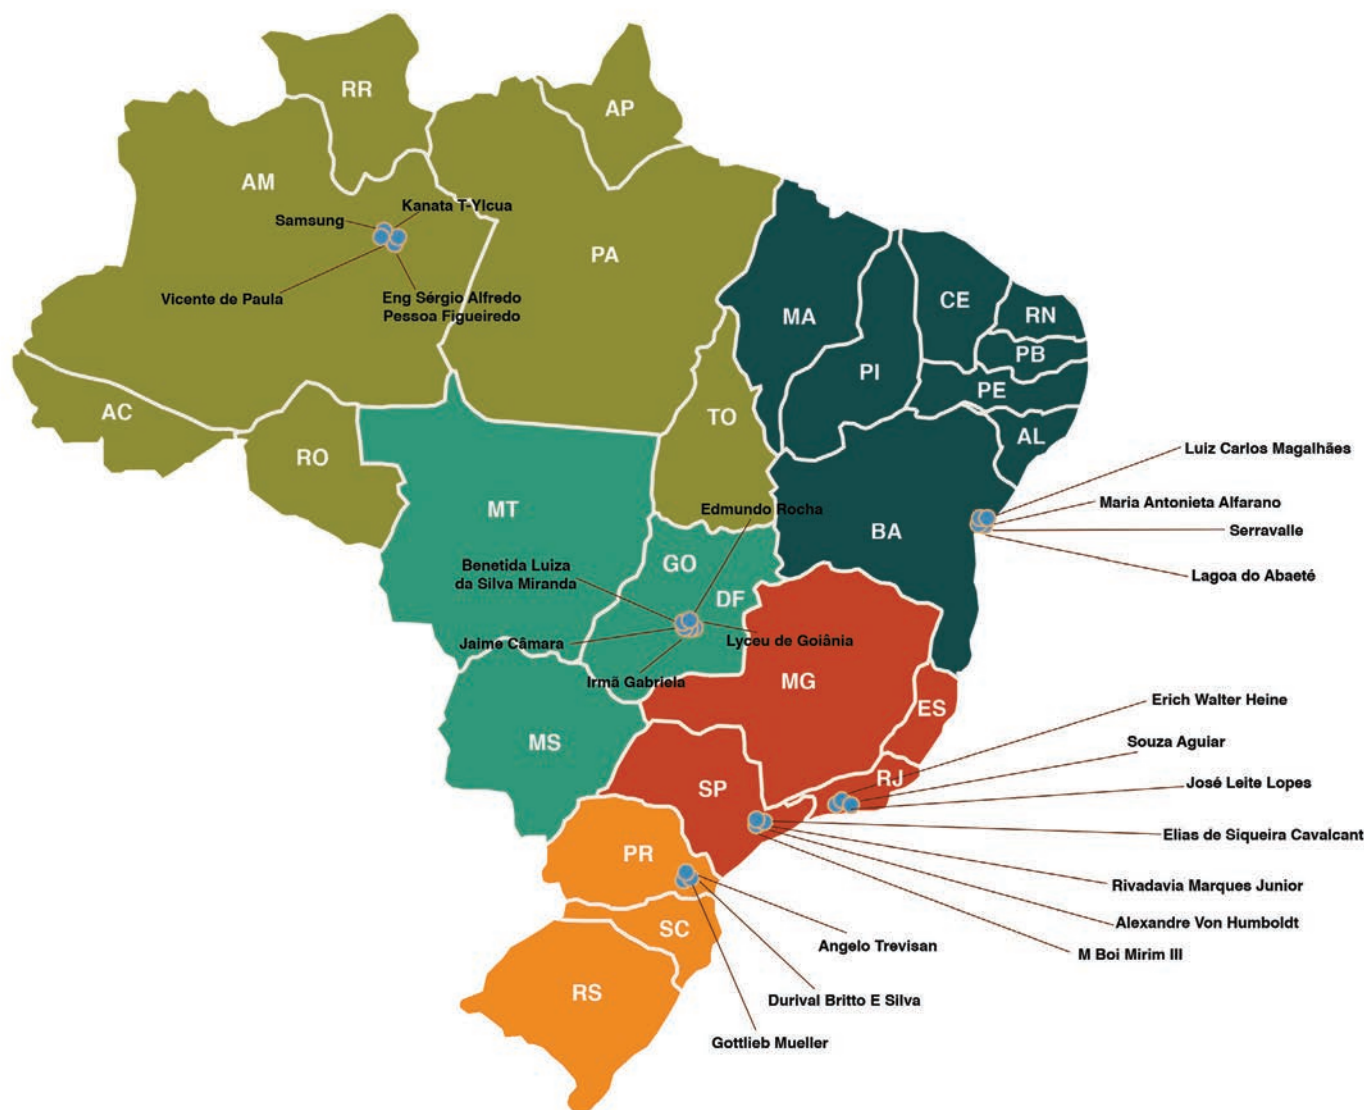 RR
AP
AM
Kanata T-Ylcua
Samsung
PA
Vicente de Paula
Eng Sérgio Alfredo
Pessoa Figueiredo
MA
CE
RN
PB
PI
PE
AC
TO
AL
RO
Luiz Carlos Magalhães
MT
Edmundo Rocha
Maria Antonieta Alfarano
BA
Serravalle
Benetida Luiza
da Silva Miranda
GO
Lagoa do Abaeté
DF
Jaime Câmara
Lyceu de Goiânia
Irmã Gabriela
MG
ES
Erich Walter Heine
MS
Souza Aguiar
SP
RJ
José Leite Lopes
Elias de Siqueira Cavalcant
PR
Rivadavia Marques Junior
Alexandre Von Humboldt
SC
Angelo Trevisan
M Boi Mirim III
RS
Durival Britto E Silva
Gottlieb Mueller